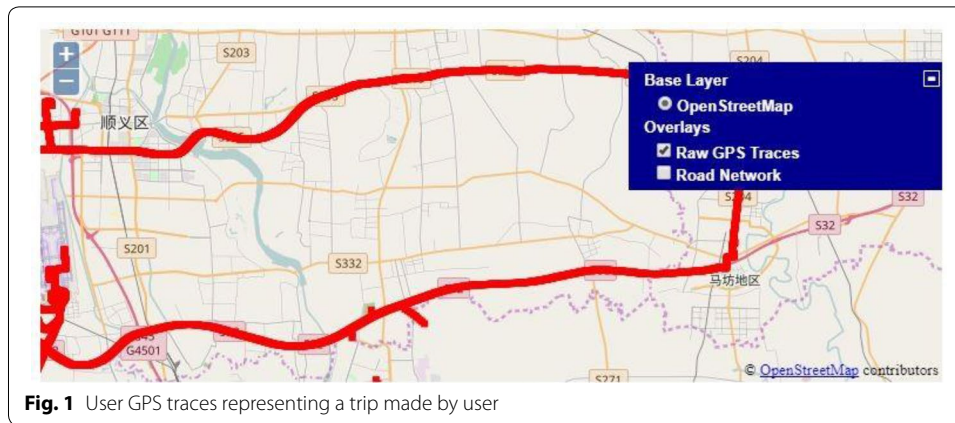 G101 G111
S203
S204
+
−
Base Layer
OpenStreetMap
Overlays
Raw GPS Traces
Road Network
顺义区
S204
S32
S32
S201
S332
马坊地区
G4501
S271
© OpenStreetMap contributors
Fig. 1 User GPS traces representing a trip made by user